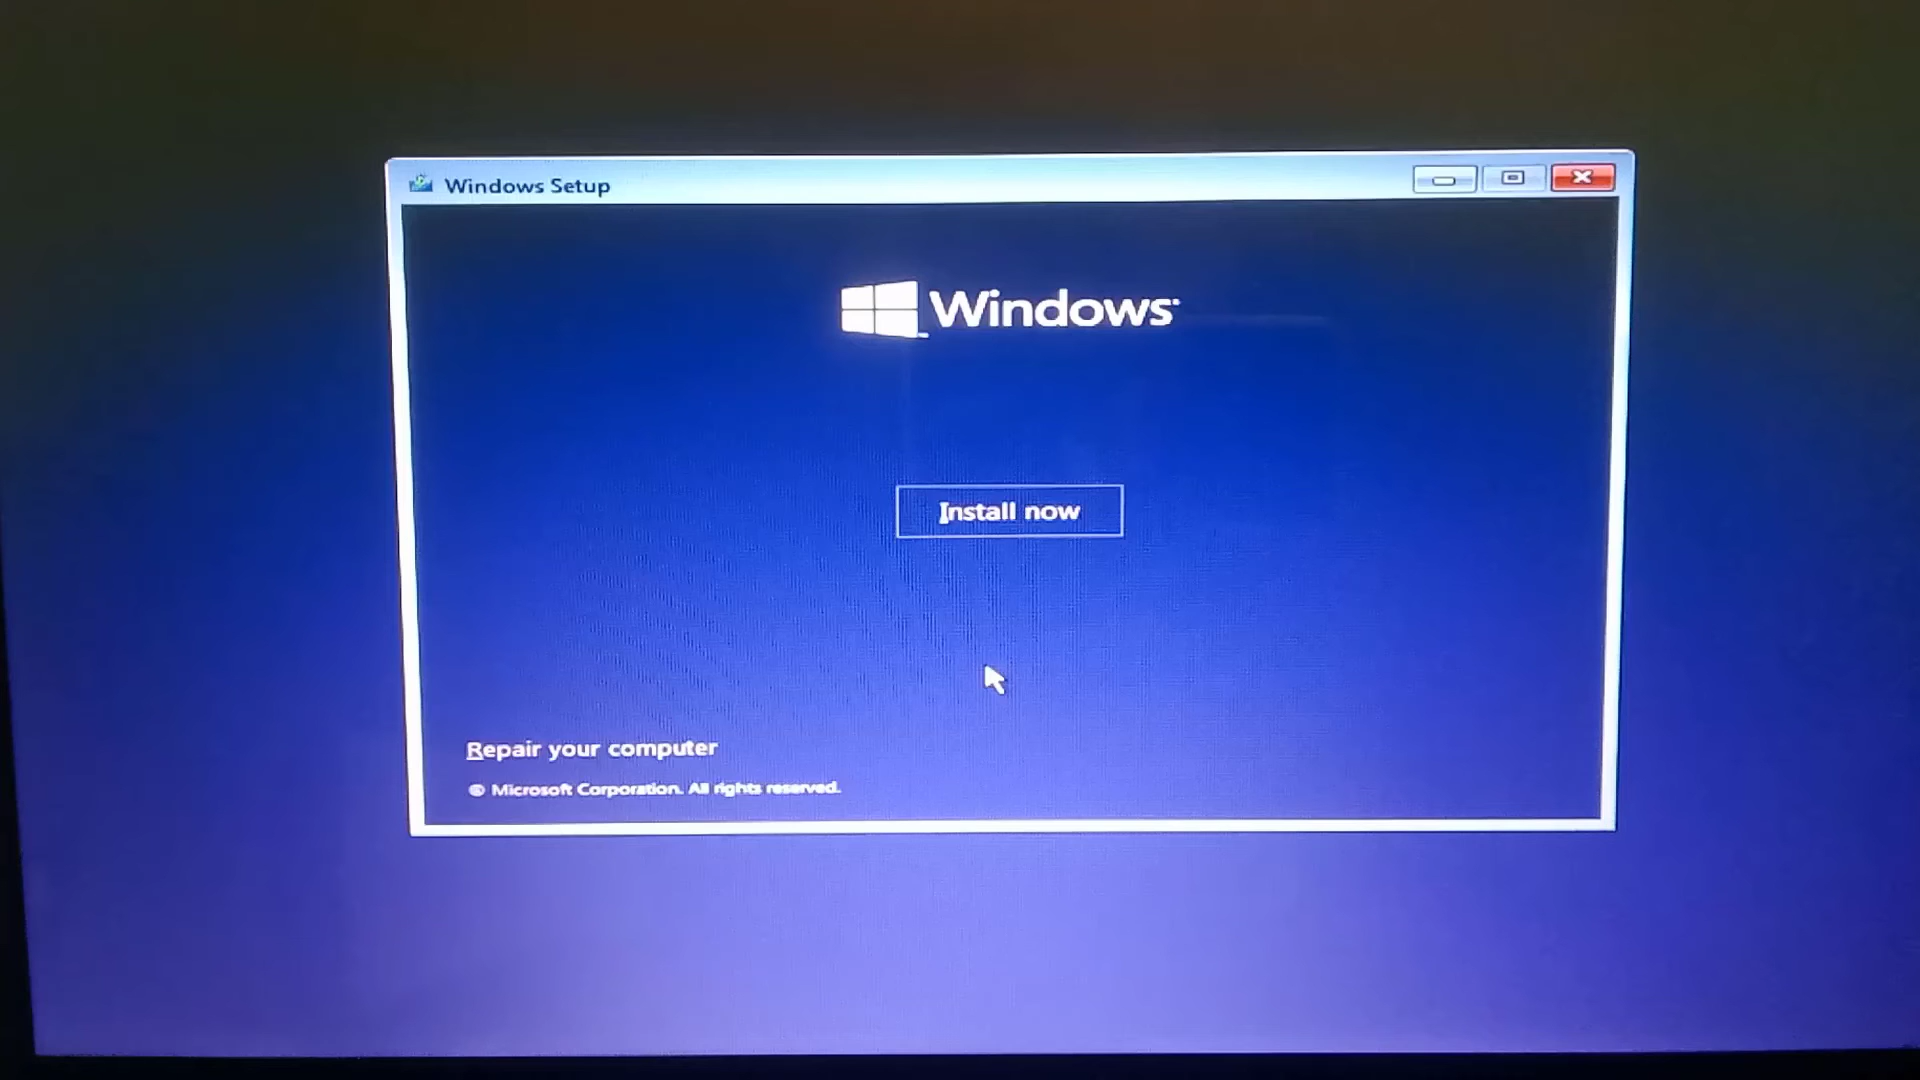 Windows Setup
Windows
Install now
Repair your computer
© Microsoft Corporation. All rights reserved.